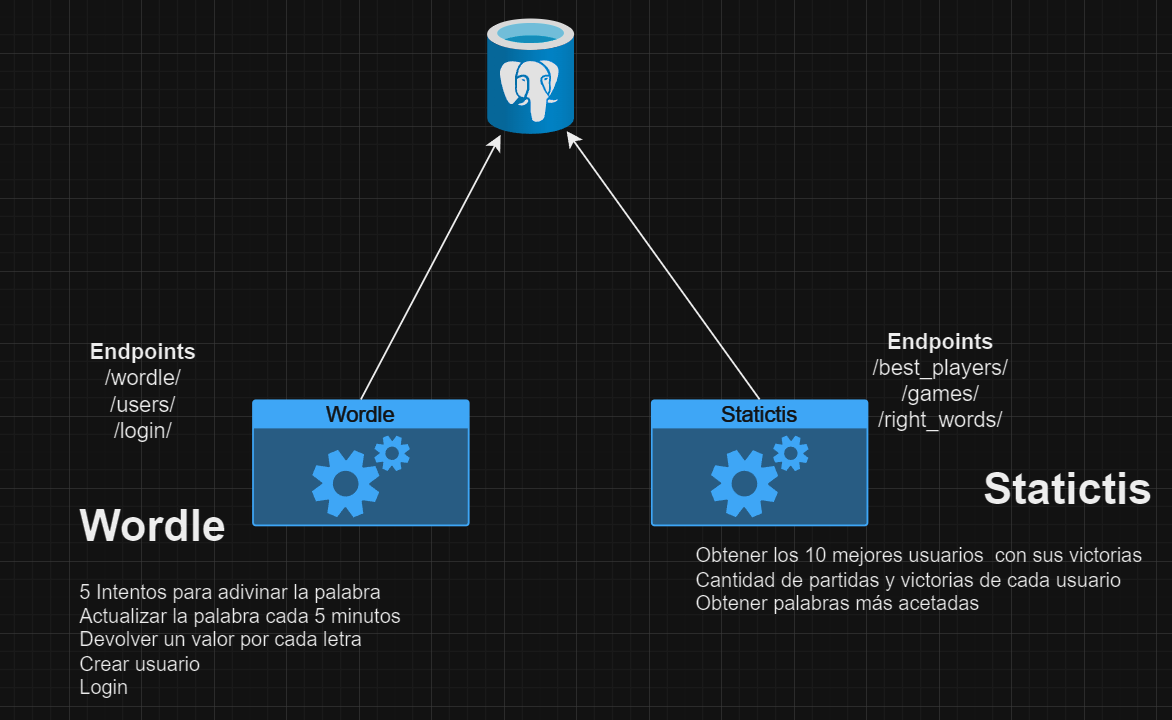 Endpoints
/wordle/
/users/
/login/
Wordle
Wordle
5 Intentos para adivinar la palabra
Actualizar la palabra cada 5 minutos
Devolver un valor por cada letra
Crear usuario
Login
Statictis
Endpoints
/best_players/
/games/
/right_words/
Statictis
Obtener los 10 mejores usuarios con sus victorias
Cantidad de partidas y victorias de cada usuario
Obtener palabras más acetadas